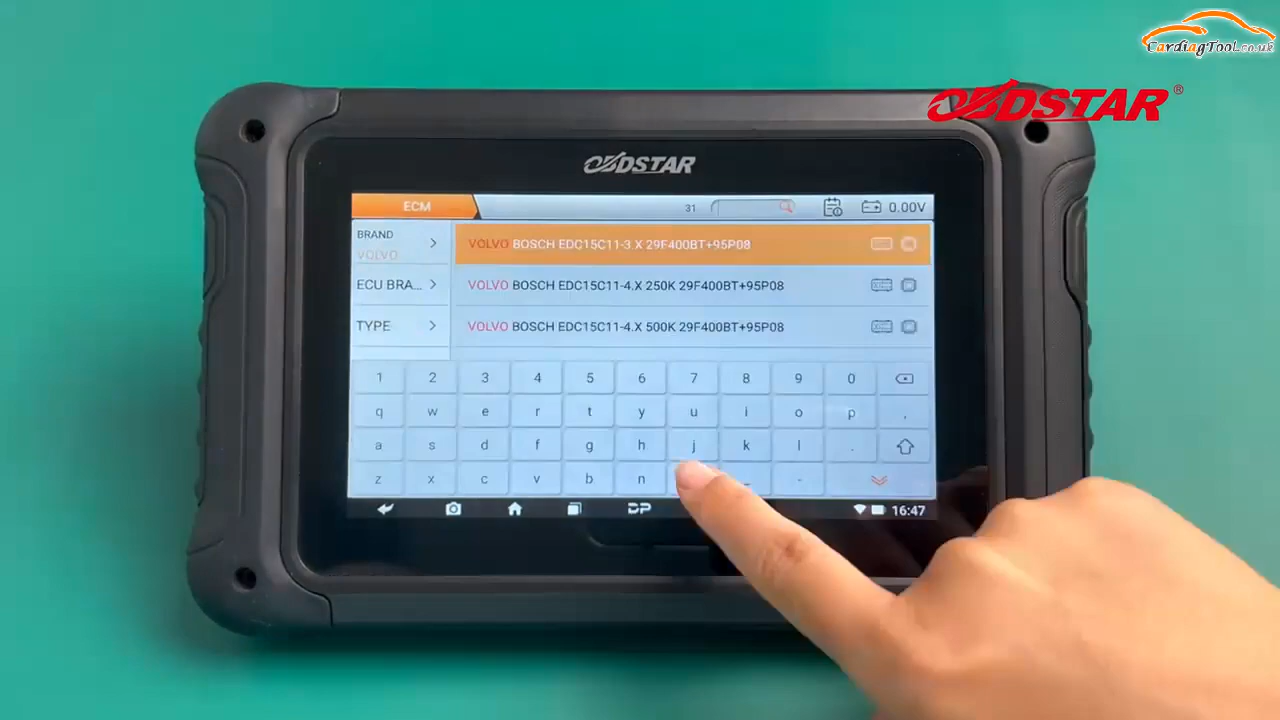 CardiagTool.co.uk
OBDSTAR®
OBDSTAR
ECM
31
0.00V
BRAND
VOLVO
VOLVO BOSCH EDC15C11-3.X 29F400BT+95P08
ECU BRA...
VOLVO BOSCH EDC15C11-4.X 250K 29F400BT+95P08
TYPE
VOLVO BOSCH EDC15C11-4.X 500K 29F400BT+95P08
1 2 3 4 5 6 7 8 9 0
q w e r t y u i o p ,
a s d f g h j k l .
z x c v b n _ -
DP
16:47